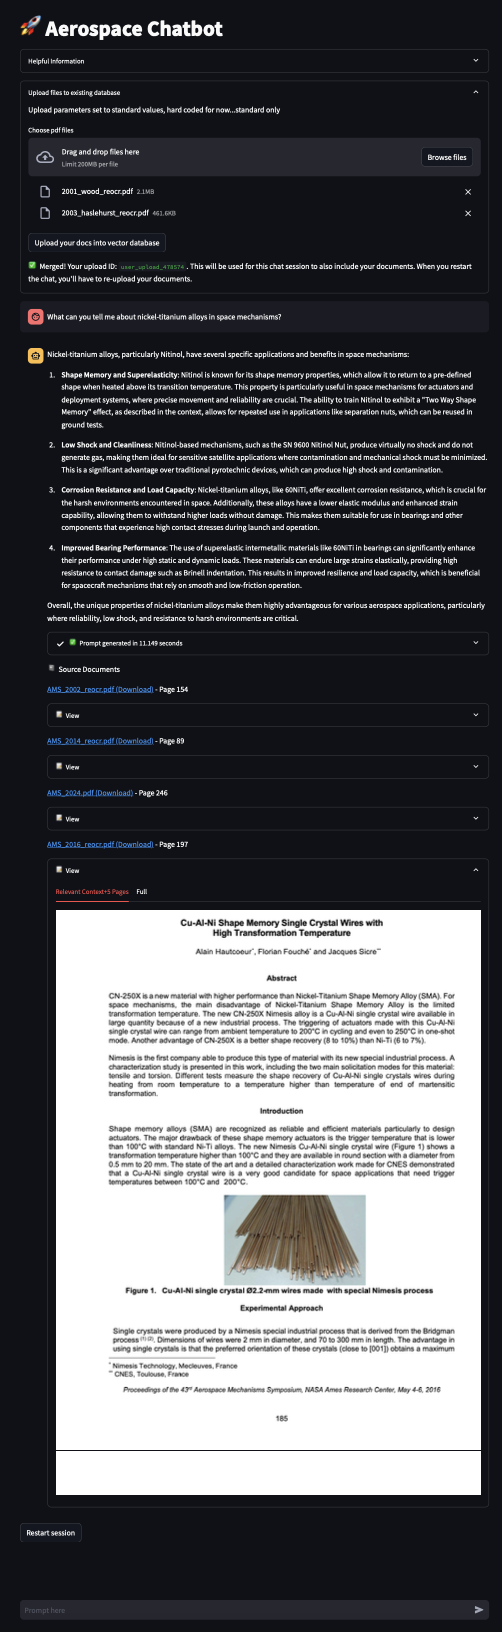 Aerospace Chatbot
Helpful Information
Upload files to existing database
Upload parameters set to standard values, hard coded for now...standard only
Choose pdf files
Drag and drop files here
Limit 200MB per file
Browse files
2001_wood_reocr.pdf 2.1MB
2003_haslehurst_reocr.pdf 461.6KB
Upload your docs into vector database
Merged! Your upload ID: user_upload_478574 . This will be used for this chat session to also include your documents. When you restart
the chat, you'll have to re-upload your documents.
What can you tell me about nickel-titanium alloys in space mechanisms?
Nickel-titanium alloys, particularly Nitinol, have several specific applications and benefits in space mechanisms:
1. Shape Memory and Superelasticity: Nitinol is known for its shape memory properties, which allow it to return to a pre-defined
shape when heated above its transition temperature. This property is particularly useful in space mechanisms for actuators and
deployment systems, where precise movement and reliability are crucial. The ability to train Nitinol to exhibit a "Two Way Shape
Memory" effect, as described in the context, allows for repeated use in applications like separation nuts, which can be reused in
ground tests.
2. Low Shock and Cleanliness: Nitinol-based mechanisms, such as the SN 9600 Nitinol Nut, produce virtually no shock and do not
generate gas, making them ideal for sensitive satellite applications where contamination and mechanical shock must be minimized.
This is a significant advantage over traditional pyrotechnic devices, which can produce high shock and contamination.
3. Corrosion Resistance and Load Capacity: Nickel-titanium alloys, like 60NiTi, offer excellent corrosion resistance, which is crucial for
the harsh environments encountered in space. Additionally, these alloys have a lower elastic modulus and enhanced strain
capability, allowing them to withstand higher loads without damage. This makes them suitable for use in bearings and other
components that experience high contact stresses during launch and operation.
4. Improved Bearing Performance: The use of superelastic intermetallic materials like 60NiTi in bearings can significantly enhance
their performance under high static and dynamic loads. These materials can endure large strains elastically, providing high
resistance to contact damage such as Brinell indentation. This results in improved resilience and load capacity, which is beneficial
for spacecraft mechanisms that rely on smooth and low-friction operation.
Overall, the unique properties of nickel-titanium alloys make them highly advantageous for various aerospace applications, particularly
where reliability, low shock, and resistance to harsh environments are critical.
Prompt generated in 11.149 seconds
Source Documents
AMS_2002_reocr.pdf (Download) - Page 154
View
AMS_2014_reocr.pdf (Download) - Page 89
View
AMS_2024.pdf (Download) - Page 246
View
AMS_2016_reocr.pdf (Download) - Page 197
View
Relevant Context+5 Pages Full
Cu-Al-Ni Shape Memory Single Crystal Wires with
High Transformation Temperature
Alain Hautcoeur*, Florian Fouché* and Jacques Sicre**
Abstract
CN-250X is a new material with higher performance than Nickel-Titanium Shape Memory Alloy (SMA). For
space mechanisms, the main disadvantage of Nickel-Titanium Shape Memory Alloy is the limited
transformation temperature. The new CN-250X Nimesis alloy is a Cu-Al-Ni single crystal wire available in
large quantity because of a new industrial process. The triggering of actuators made with this Cu-Al-Ni
single crystal wire can range from ambient temperature to 200°C in cycling and even to 250°C in one-shot
mode. Another advantage of CN-250X is a better shape recovery (8 to 10%) than Ni-Ti (6 to 7%).
Nimesis is the first company able to produce this type of material with its new special industrial process. A
characterization study is presented in this work, including the two main solicitation modes for this material:
tensile and torsion. Different tests measure the shape recovery of Cu-Al-Ni single crystals wires during
heating from room temperature to a temperature higher than temperature of end of martensitic
transformation.
Introduction
Shape memory alloys (SMA) are recognized as reliable and efficient materials particularly to design
actuators. The major drawback of these shape memory actuators is the trigger temperature that is lower
than 100°C with standard Ni-Ti alloys. The new Nimesis Cu-Al-Ni single crystal wire (Figure 1) shows
transformation temperature higher than 100°C and they are available in round section with a diameter from
0.5 mm to 20 mm. The state of the art and a detailed characterization work made for CNES demonstrated
that a Cu-Al-Ni single crystal wire is a very good candidate for space applications that need trigger
temperatures between 100°C and 200°C.
Figure 1. Cu-Al-Ni single crystal Ø2.2-mm wires made with special Nimesis process
Experimental Approach
Single crystals were produced by a Nimesis special industrial process that is derived from the Bridgman
process (1) (2). Dimensions of wires were 2 mm in diameter, and 70 to 300 mm in length. The advantage in
using single crystals is that the preferred orientation of these crystals (close to [001]) obtains a maximum
* Nimesis Technology, Mecleuves, France
** CNES, Toulouse, France
Proceedings of the 43rd Aerospace Mechanisms Symposium, NASA Ames Research Center, May 4-6, 2016
185
Restart session
Prompt here